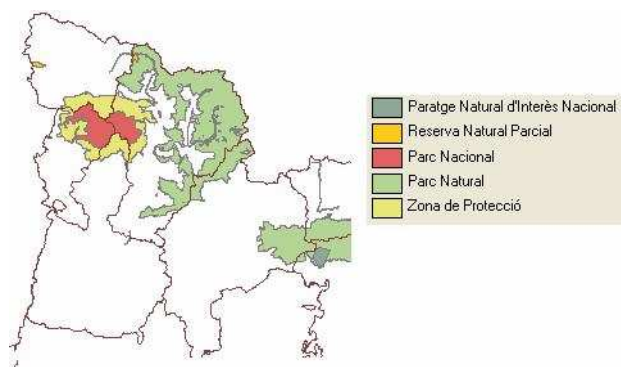 Paratge Natural d'Interès Nacional
Reserva Natural Parcial
Parc Nacional
Parc Natural
Zona de Protecció